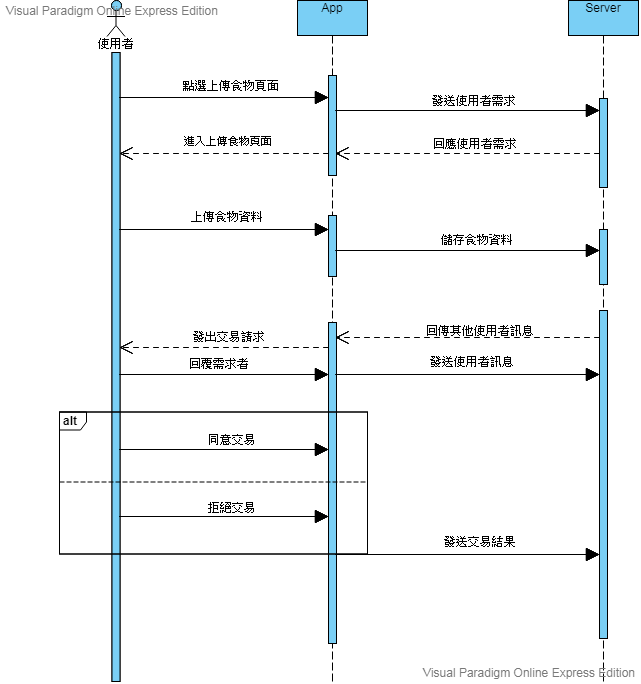 Visual Paradigm Online Express Edition
App
Server
使用者
點選上傳食物頁面
發送使用者需求
進入上傳食物頁面
回應使用者需求
上傳食物資料
儲存食物資料
回傳其他使用者訊息
發出交易請求
回覆需求者
發送使用者訊息
alt
同意交易
拒絕交易
發送交易結果
Visual Paradigm Online Express Edition